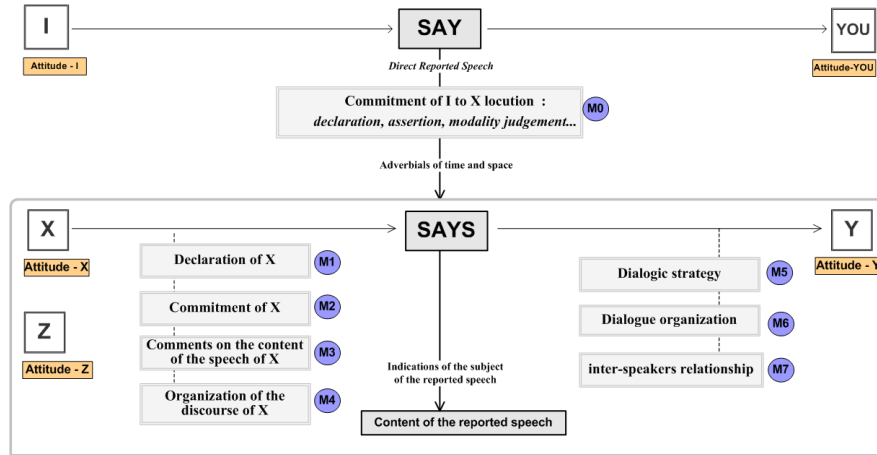 I
SAY
YOU
Attitude - I
Direct Reported Speech
Attitude-YOU
Commitment of I to X locution :
declaration, assertion, modality judgement...
M0
Adverbials of time and space
X
SAYS
Y
Attitude - X
Attitude - Y
Declaration of X
M1
Commitment of X
M2
Comments on the content
of the speech of X
M3
Organization of the
discourse of X
M4
Z
Attitude - Z
Dialogic strategy
M5
Dialogue organization
M6
inter-speakers relationship
M7
Indications of the subject
of the reported speech
Content of the reported speech